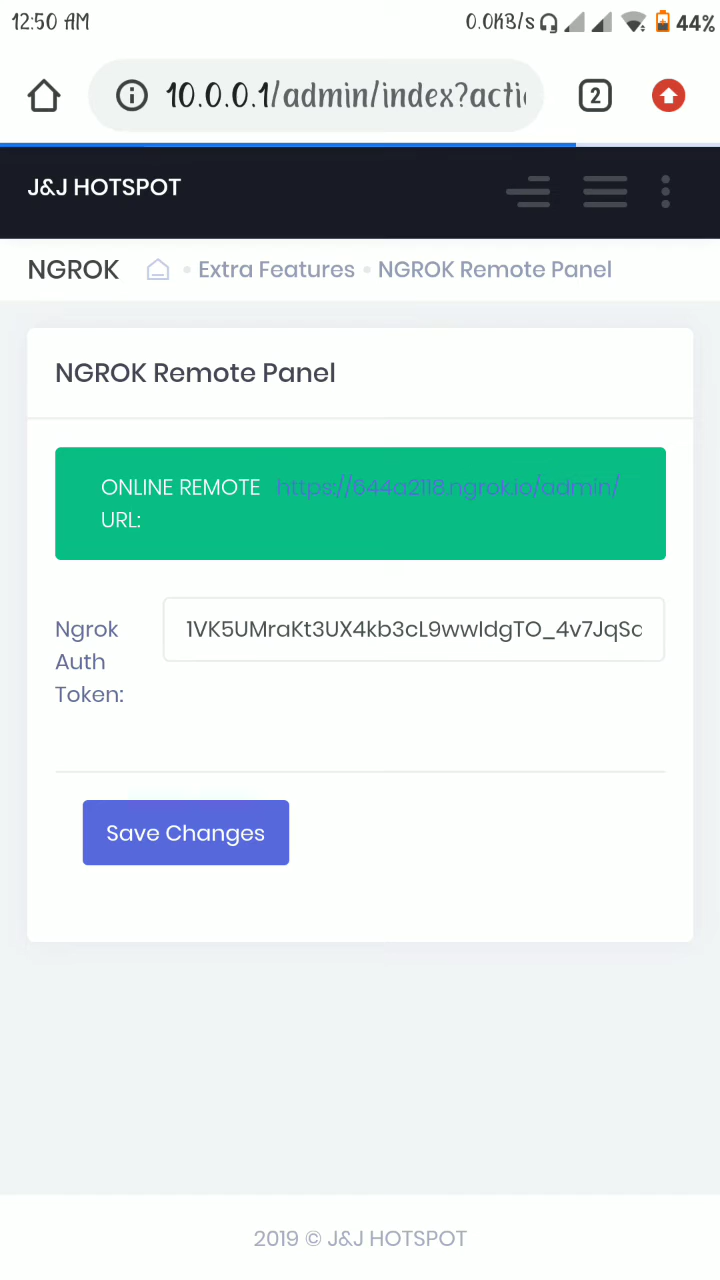 12:50 AM 0.0KB/s 44%
10.0.0.1/admin/index?acti
2
J&J HOTSPOT
NGROK Extra Features NGROK Remote Panel
NGROK Remote Panel
ONLINE REMOTE URL: https://644a2118.ngrok.io/admin/
Ngrok Auth Token: 1VK5UMraKt3UX4kb3cL9wwIdgTO_4v7JqSc
Save Changes
2019 © J&J HOTSPOT